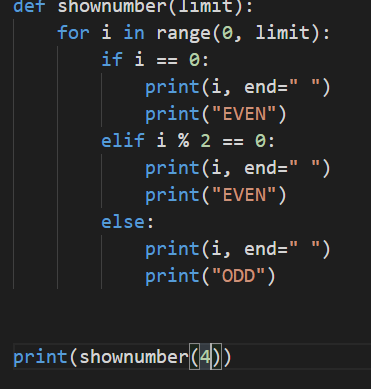 def shownumber(limit):
    for i in range(0, limit):
        if i == 0:
            print(i, end=" ")
            print("EVEN")
        elif i % 2 == 0:
            print(i, end=" ")
            print("EVEN")
        else:
            print(i, end=" ")
            print("ODD")
print(shownumber(4))